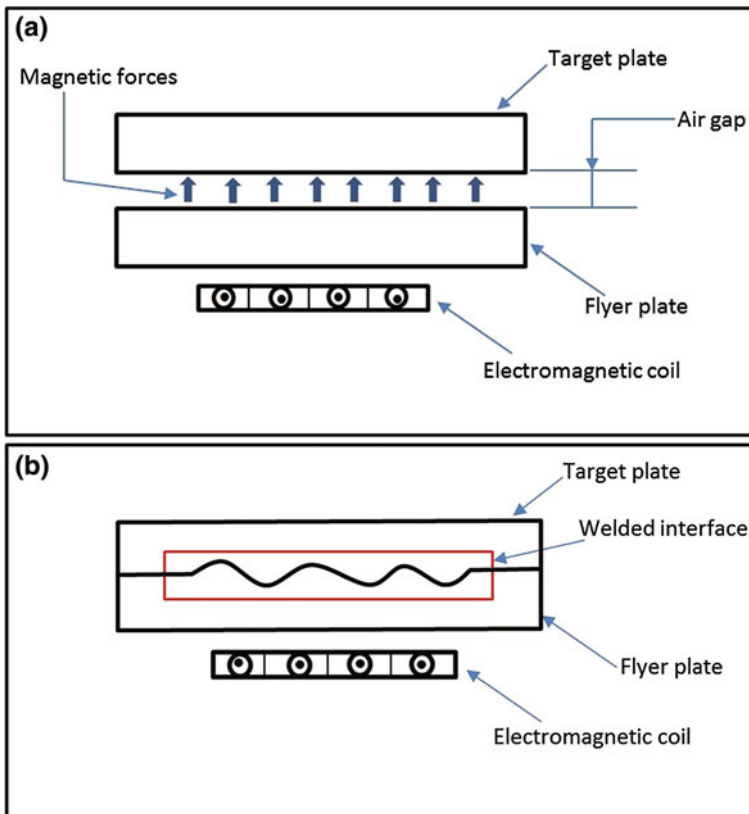 (a)
Target plate
Magnetic forces
Air gap
Flyer plate
Electromagnetic coil
(b)
Target plate
Welded interface
Flyer plate
Electromagnetic coil